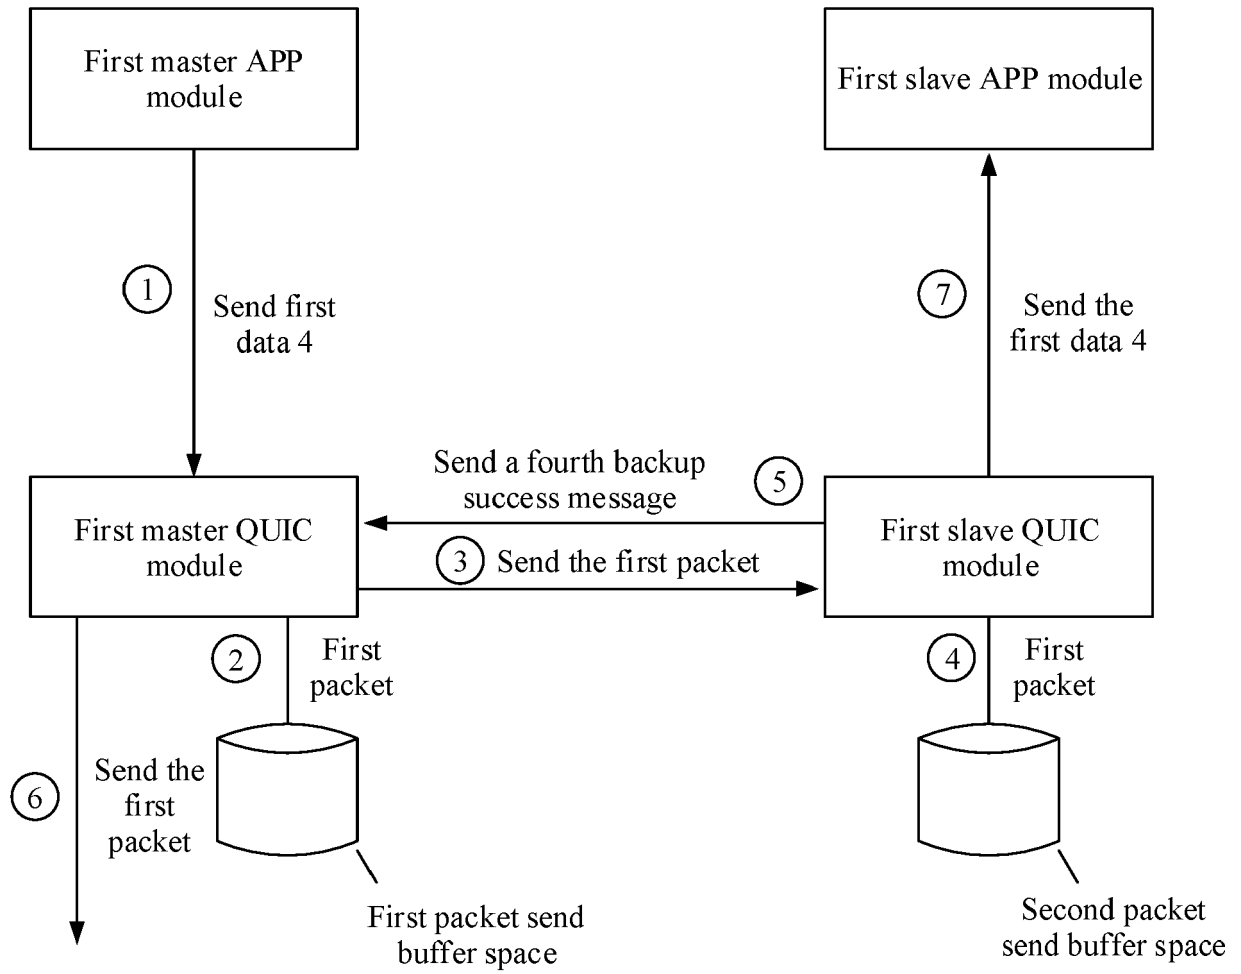 First master APP
module
First slave APP module
1
Send first
data 4
7
Send the
first data 4
Send a fourth backup
success message
5
First master QUIC
module
3
Send the first packet
First slave QUIC
module
2
First
packet
4
First
packet
6
Send the
first
packet
First packet send
buffer space
Second packet
send buffer space